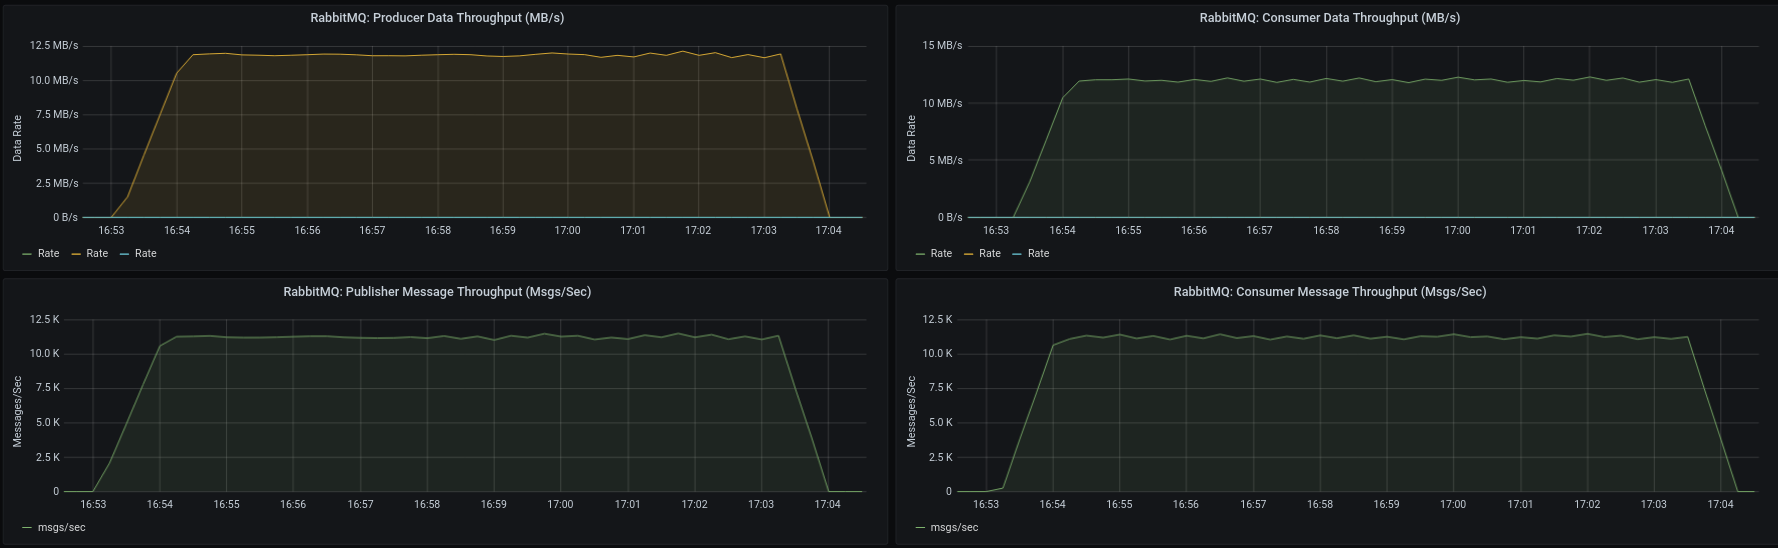 RabbitMQ: Producer Data Throughput (MB/s)
12.5 MB/s
10.0 MB/s
7.5 MB/s
5.0 MB/s
2.5 MB/s
0 B/s
Data Rate
16:53 16:54 16:55 16:56 16:57 16:58 16:59 17:00 17:01 17:02 17:03 17:04
Rate Rate Rate
RabbitMQ: Consumer Data Throughput (MB/s)
15 MB/s
10 MB/s
5 MB/s
0 B/s
Data Rate
16:53 16:54 16:55 16:56 16:57 16:58 16:59 17:00 17:01 17:02 17:03 17:04
Rate Rate Rate
RabbitMQ: Publisher Message Throughput (Msgs/Sec)
12.5 K
10.0 K
7.5 K
5.0 K
2.5 K
0
Messages/Sec
16:53 16:54 16:55 16:56 16:57 16:58 16:59 17:00 17:01 17:02 17:03 17:04
msgs/sec
RabbitMQ: Consumer Message Throughput (Msgs/Sec)
12.5 K
10.0 K
7.5 K
5.0 K
2.5 K
0
Messages/Sec
16:53 16:54 16:55 16:56 16:57 16:58 16:59 17:00 17:01 17:02 17:03 17:04
msgs/sec